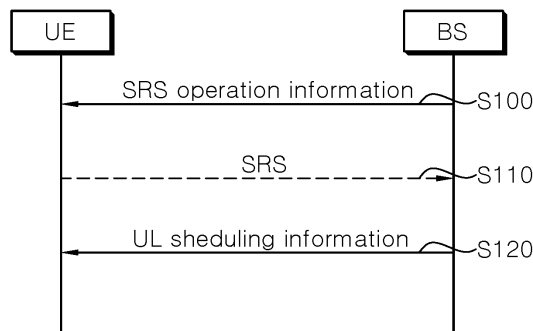 UE BS
SRS operation information S100
SRS S110
UL sheduling information S120